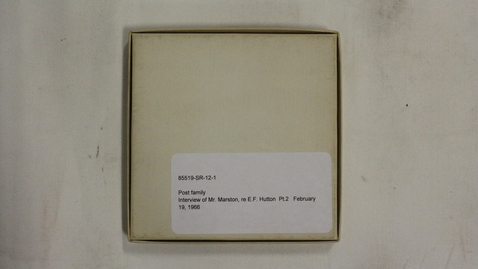 85519-SR-12-1
Post family
Interview of Mr. Marston, re E.F. Hutton Pt.2 February
19, 1966